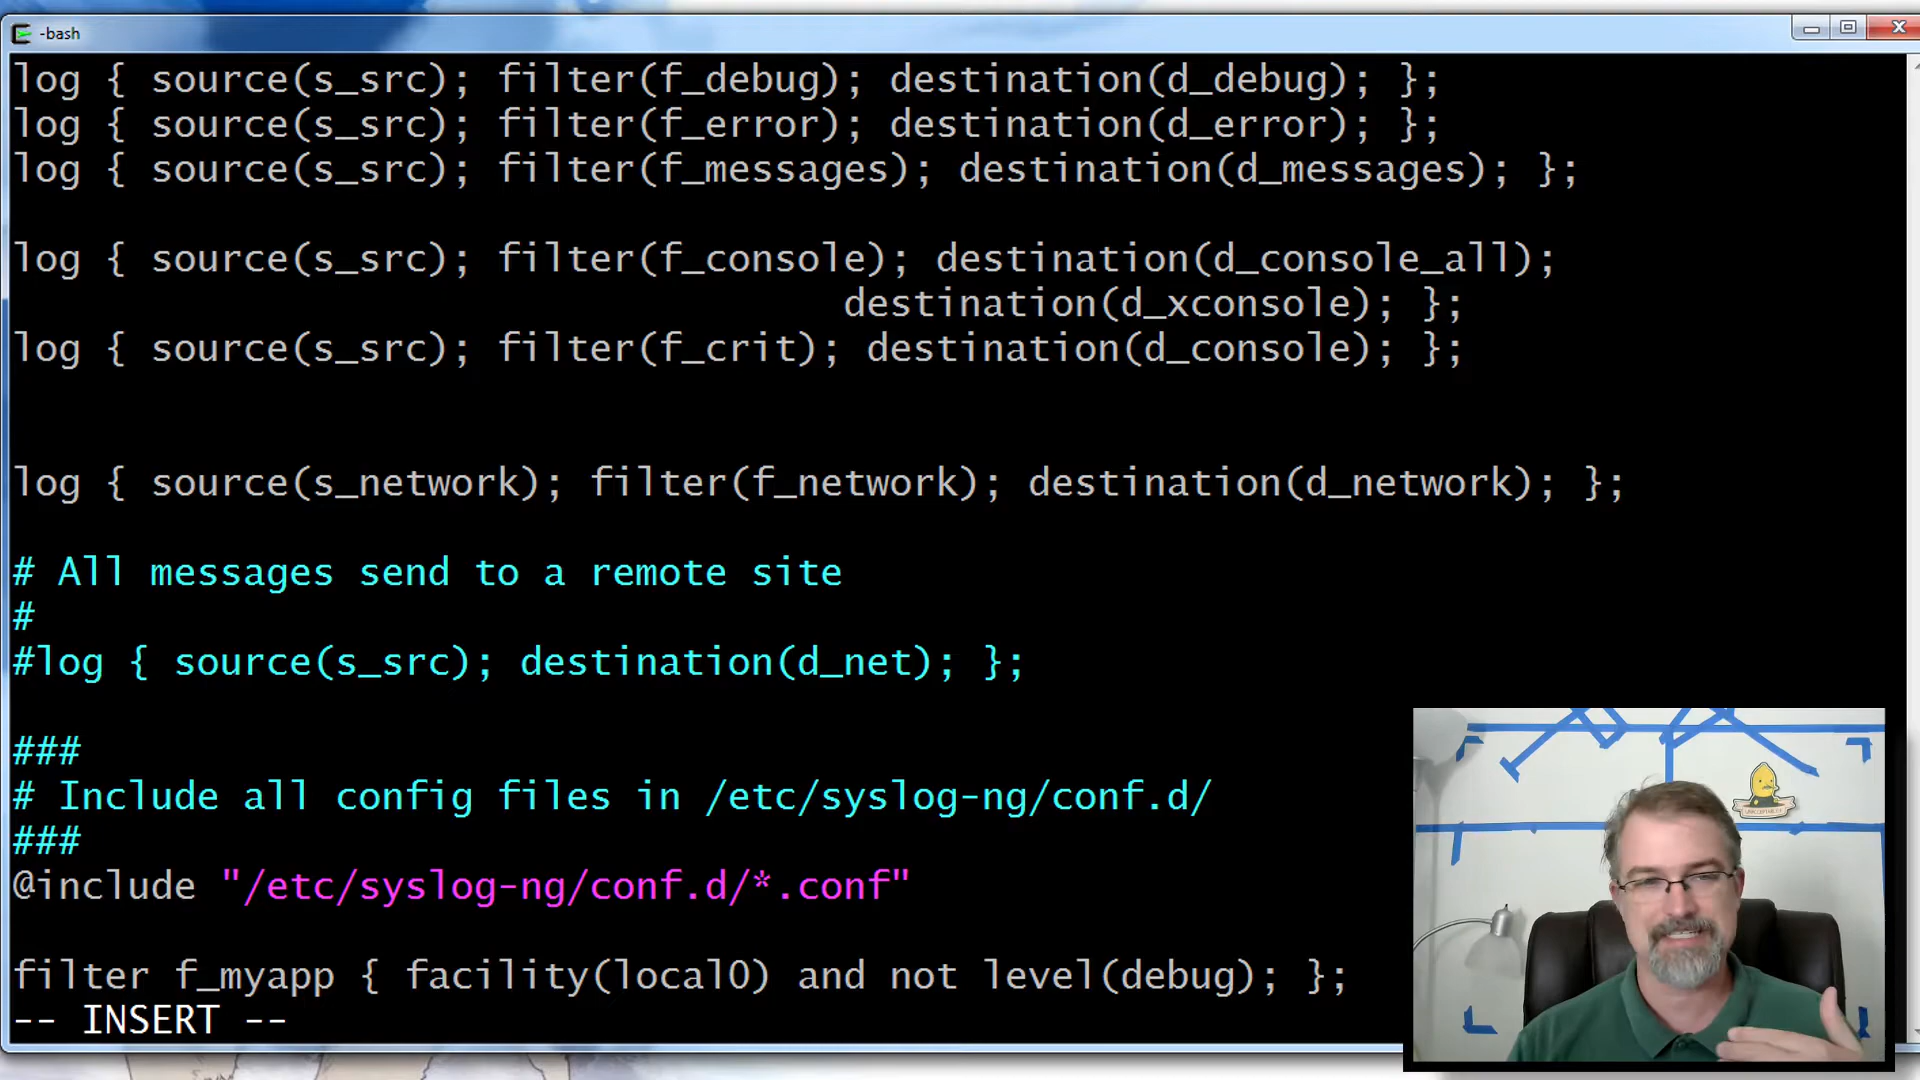 -bash
log { source(s_src); filter(f_debug); destination(d_debug); };
log { source(s_src); filter(f_error); destination(d_error); };
log { source(s_src); filter(f_messages); destination(d_messages); };
log { source(s_src); filter(f_console); destination(d_console_all);
destination(d_xconsole); };
log { source(s_src); filter(f_crit); destination(d_console); };
log { source(s_network); filter(f_network); destination(d_network); };
# All messages send to a remote site
#
#log { source(s_src); destination(d_net); };
###
# Include all config files in /etc/syslog-ng/conf.d/
###
@include "/etc/syslog-ng/conf.d/*.conf"
filter f_myapp { facility(local0) and not level(debug); };
-- INSERT --